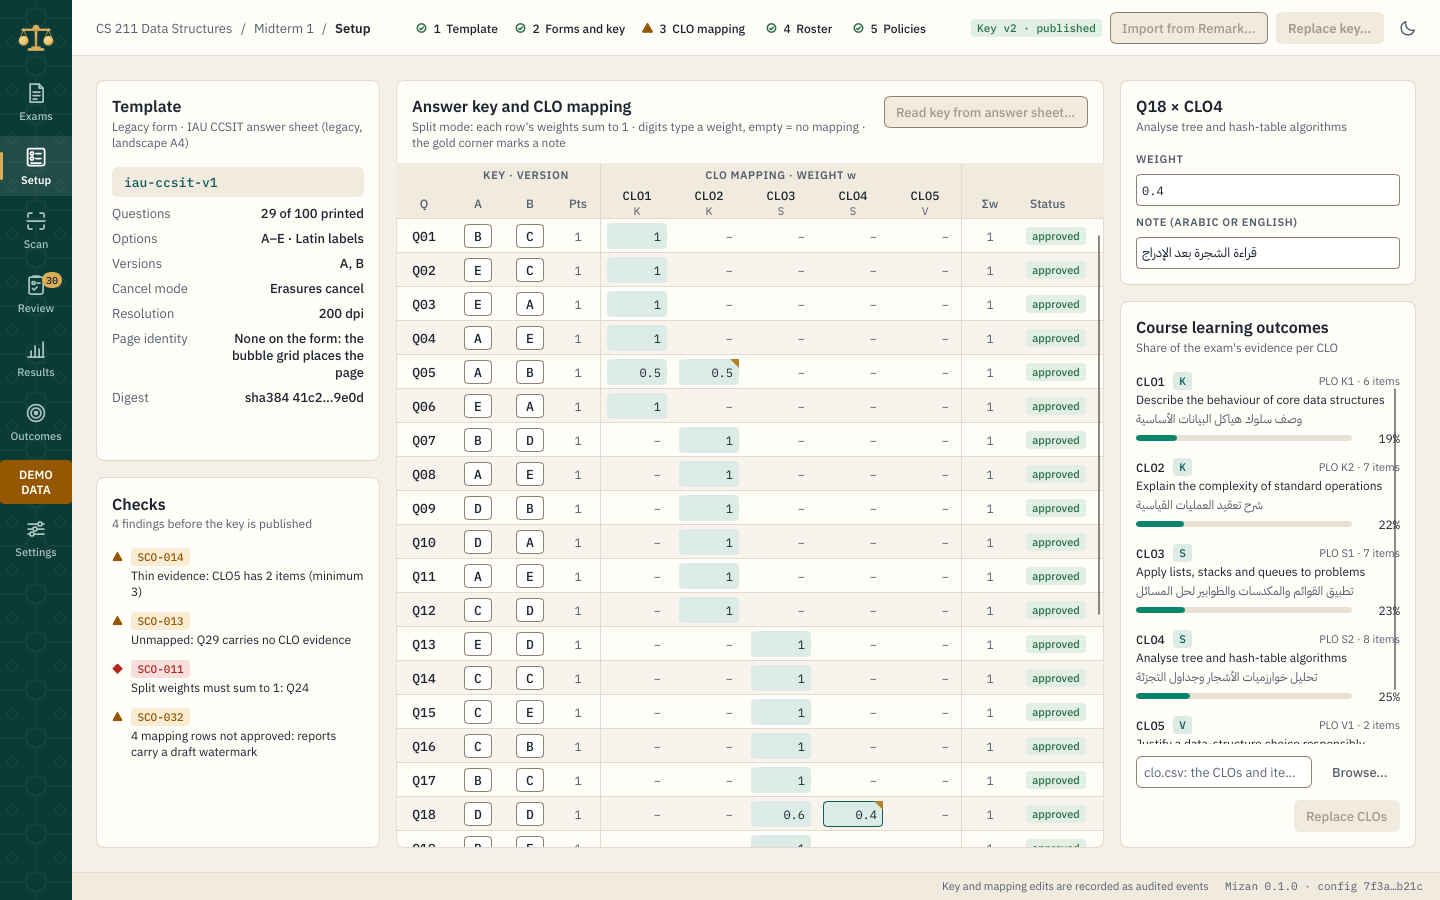 CS 211 Data Structures / Midterm 1 / Setup
1 Template
2 Forms and key
3 CLO mapping
4 Roster
5 Policies
Key v2 · published
Import from Remark...
Replace key...
Exams
Setup
Scan
Review
30
Results
Outcomes
DEMO DATA
Settings
Template
Legacy form · IAU CCSIT answer sheet (legacy,
landscape A4)
iau-ccsit-v1
Questions 29 of 100 printed
Options A–E · Latin labels
Versions A, B
Cancel mode Erasures cancel
Resolution 200 dpi
Page identity None on the form: the
bubble grid places the
page
Digest sha384 41c2…9e0d
Checks
4 findings before the key is published
SCO-014
Thin evidence: CLO5 has 2 items (minimum
3)
SCO-013
Unmapped: Q29 carries no CLO evidence
SCO-011
Split weights must sum to 1: Q24
SCO-032
4 mapping rows not approved: reports
carry a draft watermark
Answer key and CLO mapping
Split mode: each row's weights sum to 1 · digits type a weight, empty = no mapping ·
the gold corner marks a note
Read key from answer sheet...
KEY · VERSION CLO MAPPING · WEIGHT w
Q A B Pts CLO1 CLO2 CLO3 CLO4 CLO5 Σw Status
K K S S V
Q01 B C 1 1 – – – – 1 approved
Q02 E C 1 1 – – – – 1 approved
Q03 E A 1 1 – – – – 1 approved
Q04 A E 1 1 – – – – 1 approved
Q05 A B 1 0.5 0.5 – – – 1 approved
Q06 E A 1 1 – – – – 1 approved
Q07 B D 1 – 1 – – – 1 approved
Q08 A E 1 – 1 – – – 1 approved
Q09 D B 1 – 1 – – – 1 approved
Q10 D A 1 – 1 – – – 1 approved
Q11 A E 1 – 1 – – – 1 approved
Q12 C D 1 – 1 – – – 1 approved
Q13 E D 1 – – 1 – – 1 approved
Q14 C C 1 – – 1 – – 1 approved
Q15 C E 1 – – 1 – – 1 approved
Q16 C B 1 – – 1 – – 1 approved
Q17 B C 1 – – 1 – – 1 approved
Q18 D D 1 – – 0.6 0.4 – 1 approved
Q18 × CLO4
Analyse tree and hash-table algorithms
WEIGHT
0.4
NOTE (ARABIC OR ENGLISH)
قراءة الشجرة بعد الإدراج
Course learning outcomes
Share of the exam's evidence per CLO
CLO1 K PLO K1 · 6 items
Describe the behaviour of core data structures
وصف سلوك هياكل البيانات الأساسية
19%
CLO2 K PLO K2 · 7 items
Explain the complexity of standard operations
شرح تعقيد العمليات القياسية
22%
CLO3 S PLO S1 · 7 items
Apply lists, stacks and queues to problems
تطبيق القوائم والمكدسات والطوابير لحل المسائل
23%
CLO4 S PLO S2 · 8 items
Analyse tree and hash-table algorithms
تحليل خوارزميات الأشجار وجداول التجزئة
25%
CLO5 V PLO V1 · 2 items
Justify a data-structure choice responsibly
clo.csv: the CLOs and ite...
Browse...
Replace CLOs
Key and mapping edits are recorded as audited events
Mizan 0.1.0 · config 7f3a…b21c